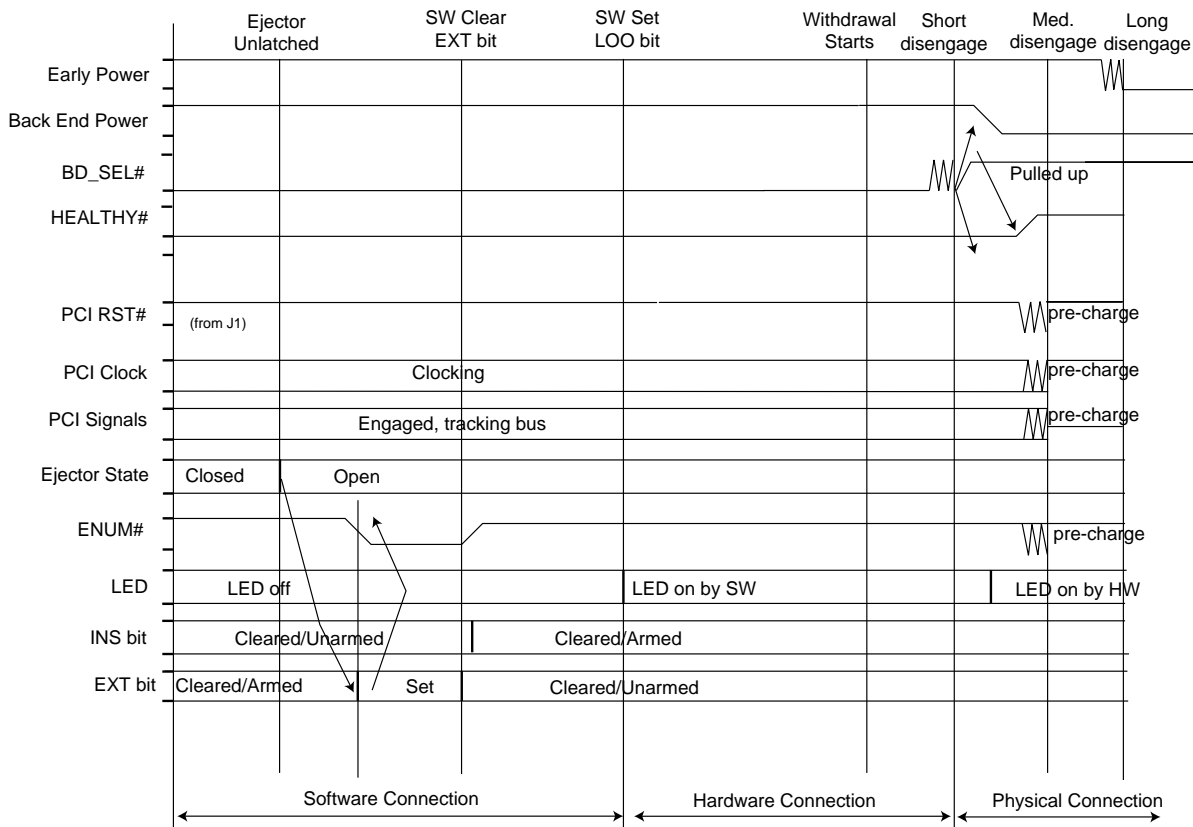 Ejector
Unlatched
SW Clear
EXT bit
SW Set
LOO bit
Withdrawal
Starts
Short
disengage
Med.
disengage
Long
disengage
Early Power
Back End Power
BD_SEL#
Pulled up
HEALTHY#
PCI RST#
(from J1)
pre-charge
PCI Clock
Clocking
pre-charge
PCI Signals
Engaged, tracking bus
pre-charge
Ejector State
Closed
Open
ENUM#
pre-charge
LED
LED off
LED on by SW
LED on by HW
INS bit
Cleared/Unarmed
Cleared/Armed
EXT bit
Cleared/Armed
Set
Cleared/Unarmed
Software Connection
Hardware Connection
Physical Connection